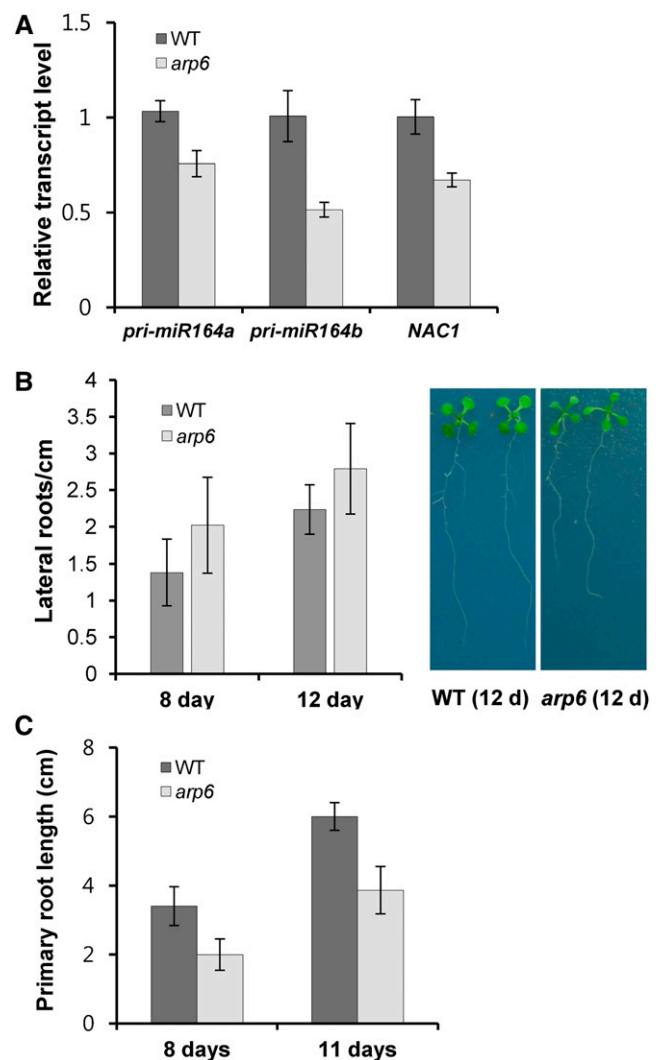 A
Relative transcript level
1.5
1
0.5
0
WT
arp6
pri-miR164a pri-miR164b NAC1
B
Lateral roots/cm
4
3.5
3
2.5
2
1.5
1
0.5
0
WT
arp6
8 day 12 day
WT (12 d) arp6 (12 d)
C
Primary root length (cm)
8
6
4
2
0
WT
arp6
8 days 11 days